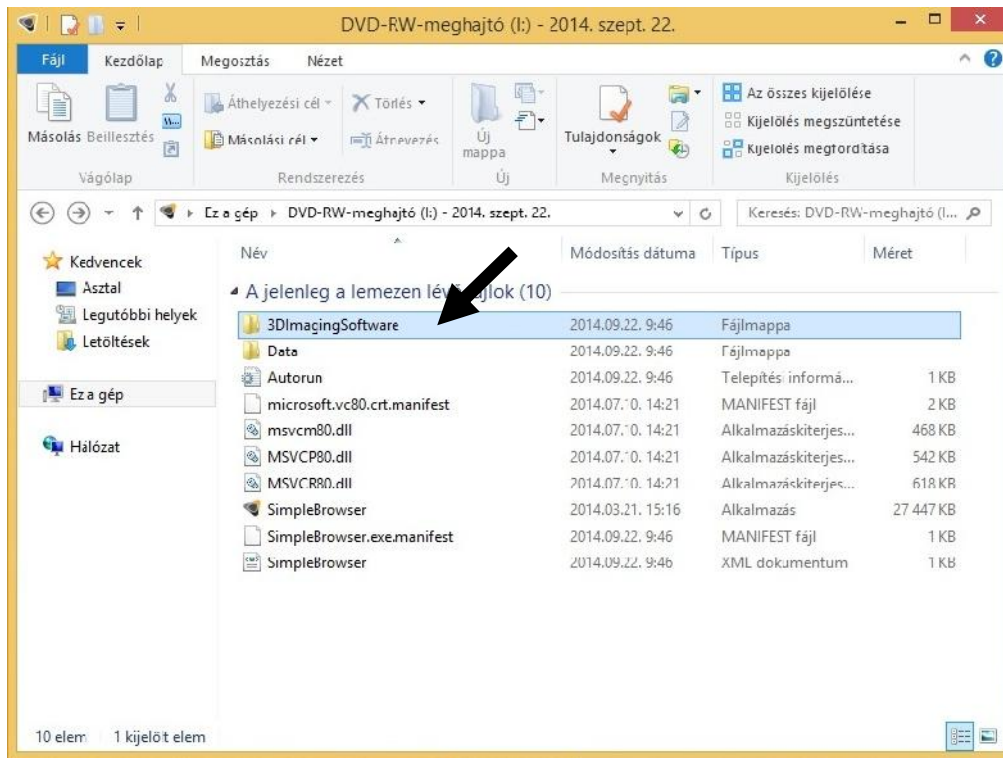 DVD-RW-meghajtó (I:) - 2014. szept. 22.
Fájl Kezdőlap Megosztás Nézet
Másolás Beillesztés
Áthelyezési cél
Másolási cél
Törlés
Átnevezés
Új mappa
Tulajdonságok
Az összes kijelölése
Kijelölés megszüntetése
Kijelölés megfordítása
Vágólap Rendszerezés Új Megnyitás Kijelölés
Ez a gép DVD-RW-meghajtó (I:) - 2014. szept. 22. Keresés: DVD-RW-meghajtó (I...
Kedvencek
Asztal
Legutóbbi helyek
Letöltések
Ez a gép
Hálózat
Név Módosítás dátuma Típus Méret
A jelenleg a lemezen (10)
3DImagingSoftware 2014.09.22. 9:46 Fájlmappa
Data 2014.09.22. 9:46 Fájlmappa
Autorun 2014.09.22. 9:46 Telepítési informá... 1 KB
microsoft.vc80.crt.manifest 2014.07.10. 14:21 MANIFEST fájl 2 KB
msvcm80.dll 2014.07.10. 14:21 Alkalmazáskiterjes... 468 KB
MSVCP80.dll 2014.07.10. 14:21 Alkalmazáskiterjes... 542 KB
MSVCR80.dll 2014.07.10. 14:21 Alkalmazáskiterjes... 618 KB
SimpleBrowser 2014.03.21. 15:16 Alkalmazás 27 447 KB
SimpleBrowser.exe.manifest 2014.09.22. 9:46 MANIFEST fájl 1 KB
SimpleBrowser 2014.09.22. 9:46 XML dokumentum 1 KB
10 elem 1 kijelölt elem